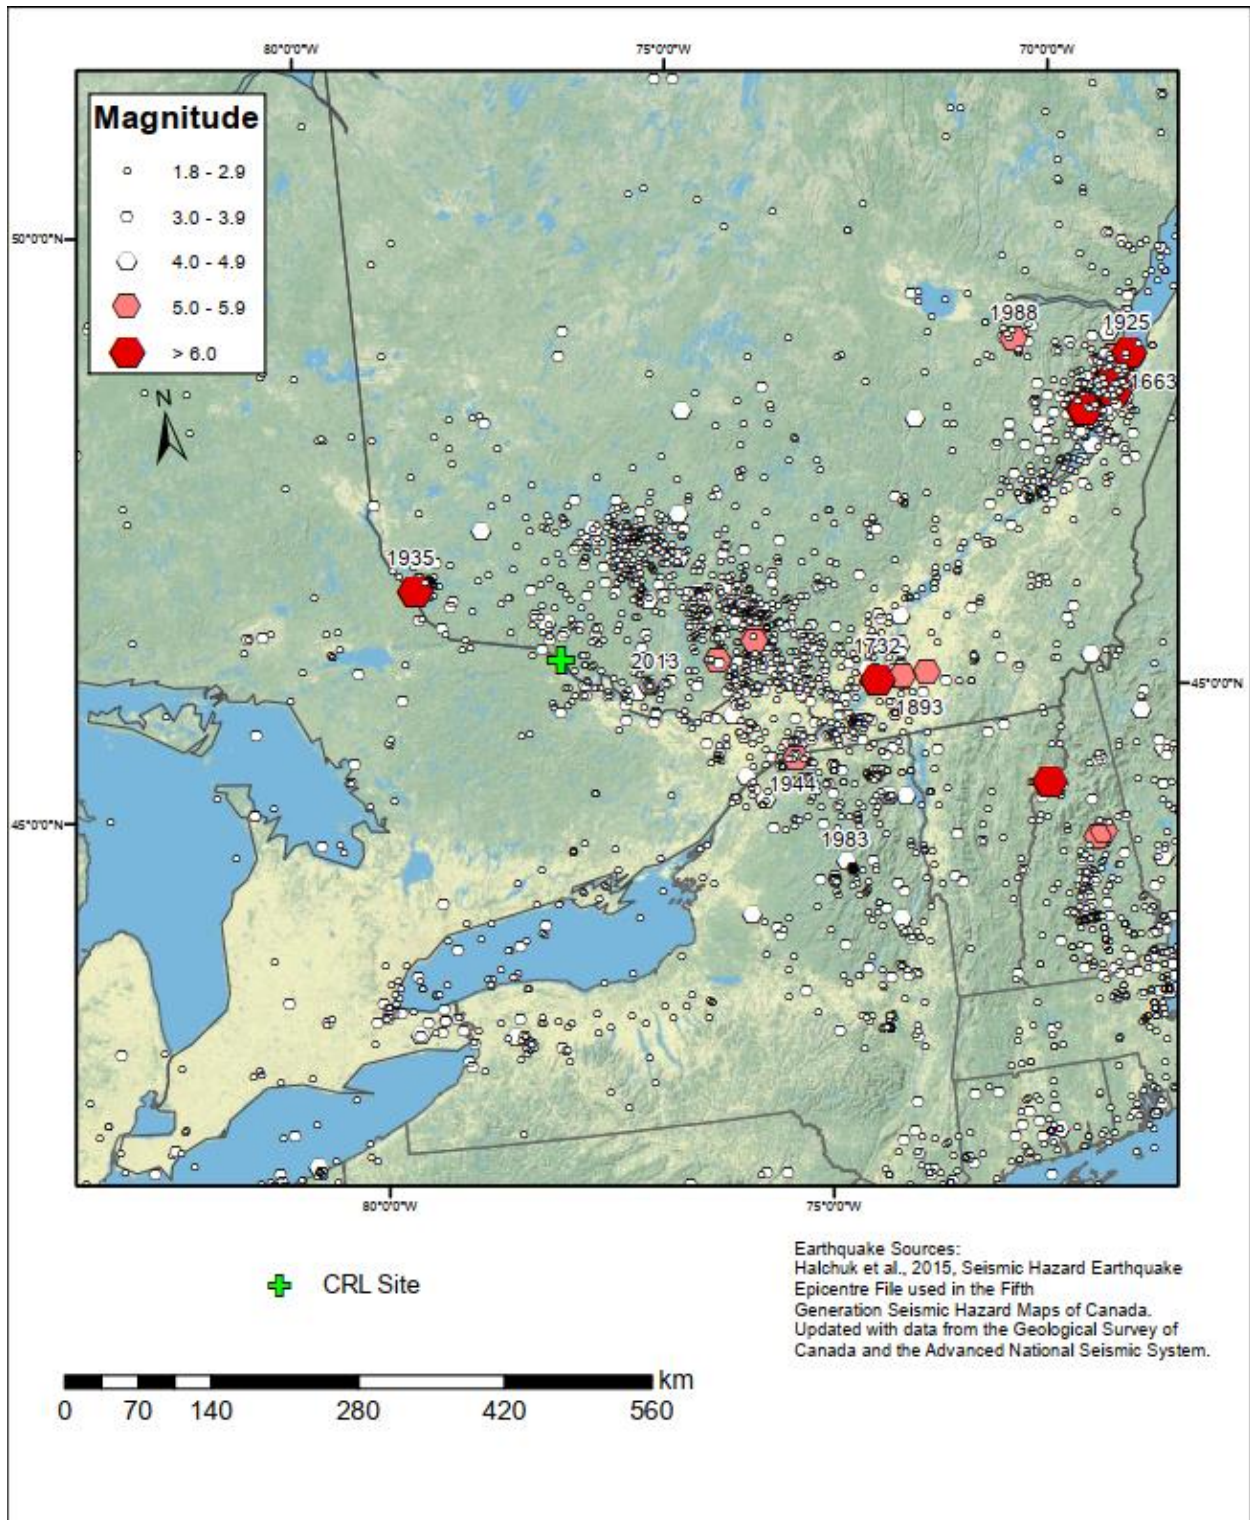 80°0'0"W
75°0'0"W
70°0'0"W
Magnitude
1.8 - 2.9
3.0 - 3.9
4.0 - 4.9
5.0 - 5.9
> 6.0
50°0'0"N
50°0'0"N
N
1988
1925
1663
1935
2013
1732
1893
45°0'0"N
1944
1983
45°0'0"N
80°0'0"W
75°0'0"W
CRL Site
Earthquake Sources:
Halchuk et al., 2015, Seismic Hazard Earthquake
Epicentre File used in the Fifth
Generation Seismic Hazard Maps of Canada.
Updated with data from the Geological Survey of
Canada and the Advanced National Seismic System.
km
0 70 140 280 420 560